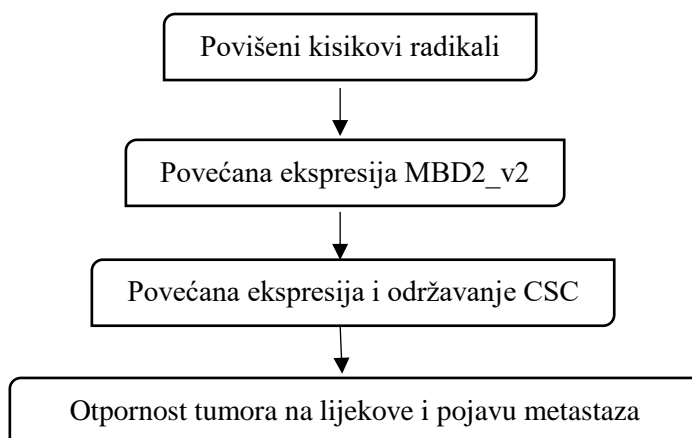 Povišeni kisikovi radikali
Povećana ekspresija MBD2_v2
Povećana ekspresija i održavanje CSC
Otpornost tumora na lijekove i pojavu metastaza